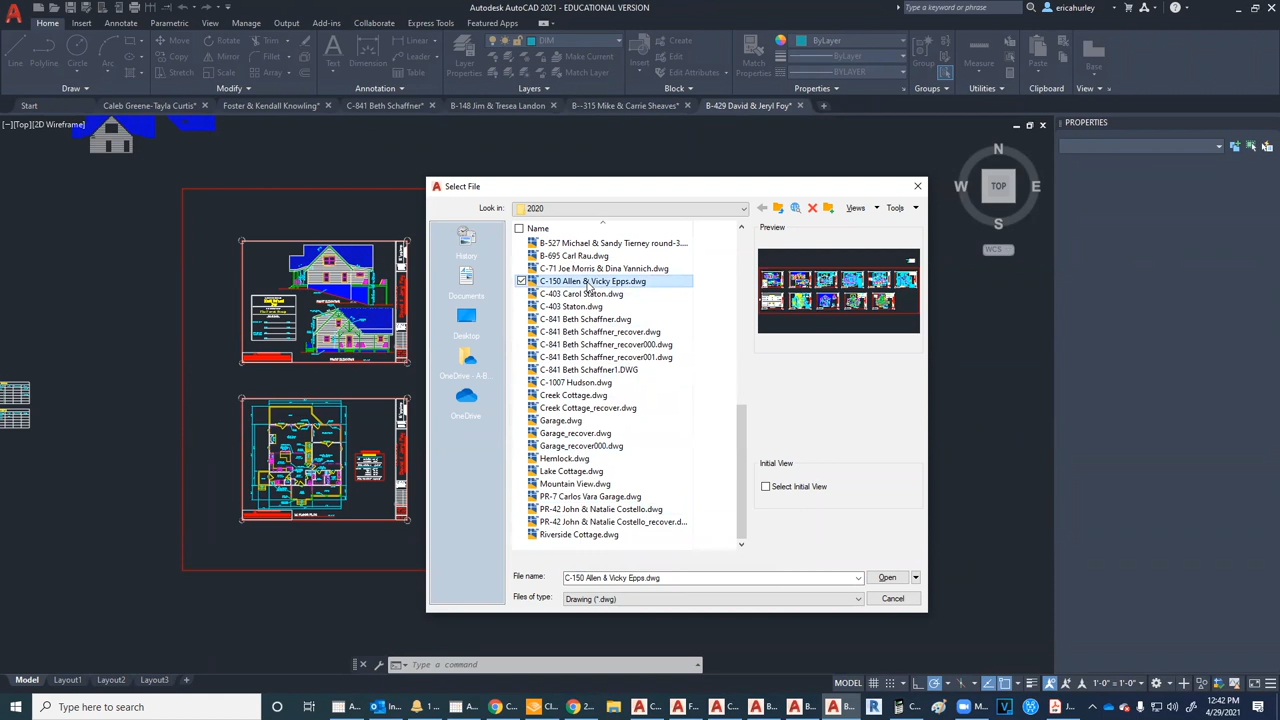 Autodesk AutoCAD 2021 - EDUCATIONAL VERSION
Type a keyword or phrase
ericahurley
Home Insert Annotate Parametric View Manage Output Add-ins Collaborate Express Tools Featured Apps
Line Polyline Circle Arc
Move Rotate Trim
Copy Mirror Fillet
Stretch Scale Array
Text Dimension
Linear
Leader
Table
Layer Properties
DIM
Make Current
Match Layer
Insert
Create
Edit
Edit Attributes
Match Properties
ByLayer
ByLayer
BYLAYER
Group
Measure
Paste
Base
Draw Modify Annotation Layers Block Properties Groups Utilities Clipboard View
Start Caleb Greene-Tayla Curtis* Foster & Kendall Knowling* C-841 Beth Schaffner* B-148 Jim & Tresea Landon B--315 Mike & Carrie Sheaves* B-429 David & Jeryl Foy*
[−][Top][2D Wireframe]
PROPERTIES
N
W TOP E
S
WCS
Select File
Look in: 2020
Views Tools
Name
Preview
B-527 Michael & Sandy Tierney round-3....
B-695 Carl Rau.dwg
C-71 Joe Morris & Dina Yannich.dwg
C-150 Allen & Vicky Epps.dwg
C-403 Carol Staton.dwg
C-403 Staton.dwg
C-841 Beth Schaffner.dwg
C-841 Beth Schaffner_recover.dwg
C-841 Beth Schaffner_recover000.dwg
C-841 Beth Schaffner_recover001.dwg
C-841 Beth Schaffner1.DWG
C-1007 Hudson.dwg
Creek Cottage.dwg
Creek Cottage_recover.dwg
Garage.dwg
Garage_recover.dwg
Garage_recover000.dwg
Hemlock.dwg
Lake Cottage.dwg
Mountain View.dwg
PR-7 Carlos Vara Garage.dwg
PR-42 John & Natalie Costello.dwg
PR-42 John & Natalie Costello_recover.d...
Riverside Cottage.dwg
History
Documents
Desktop
OneDrive - A-B...
OneDrive
Initial View
Select Initial View
File name: C-150 Allen & Vicky Epps.dwg Open
Files of type: Drawing (*.dwg) Cancel
Type a command
Model Layout1 Layout2 Layout3
MODEL
1'-0" = 1'-0"
Type here to search
12:42 PM
4/29/2021